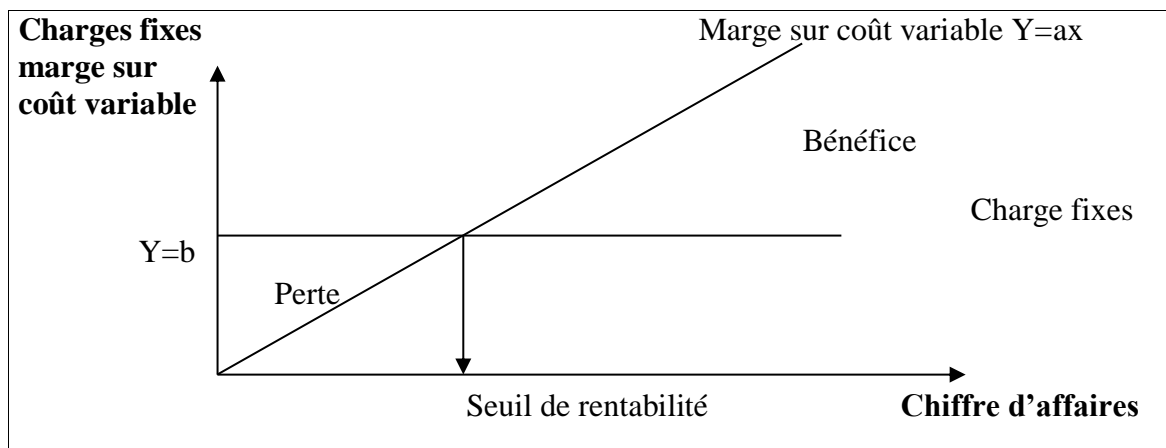 Charges fixes
marge sur
coût variable
Marge sur coût variable Y=ax
Bénéfice
Charge fixes
Y=b
Perte
Seuil de rentabilité
Chiffre d’affaires